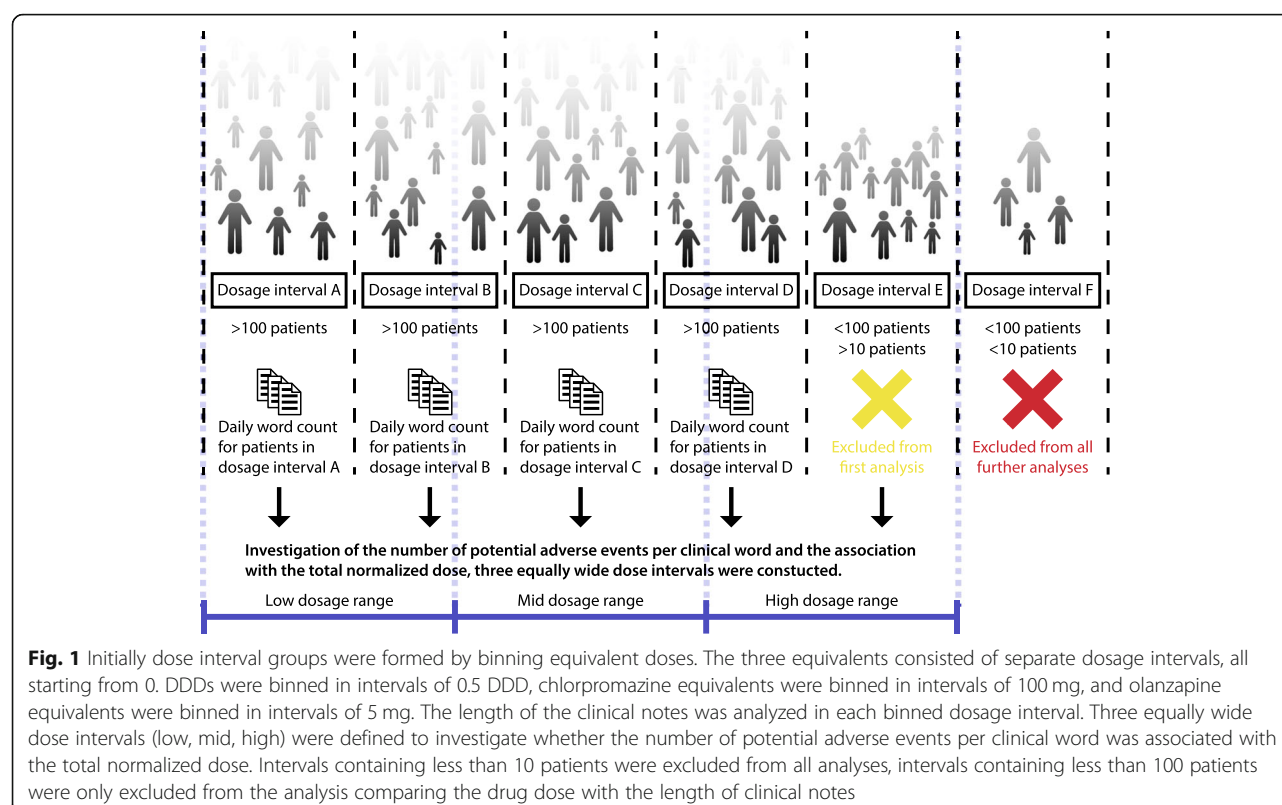 Dosage interval A Dosage interval B Dosage interval C Dosage interval D Dosage interval E Dosage interval F
>100 patients >100 patients >100 patients >100 patients <100 patients <100 patients
>10 patients <10 patients
Daily word count Daily word count Daily word count Daily word count
for patients in for patients in for patients in for patients in Excluded from Excluded from all
dosage interval A dosage interval B dosage interval C dosage interval D first analysis further analyses
Investigation of the number of potential adverse events per clinical word and the association
with the total normalized dose, three equally wide dose intervals were constucted.
Low dosage range Mid dosage range High dosage range
Fig. 1 Initially dose interval groups were formed by binning equivalent doses. The three equivalents consisted of separate dosage intervals, all
starting from 0. DDDs were binned in intervals of 0.5 DDD, chlorpromazine equivalents were binned in intervals of 100 mg, and olanzapine
equivalents were binned in intervals of 5 mg. The length of the clinical notes was analyzed in each binned dosage interval. Three equally wide
dose intervals (low, mid, high) were defined to investigate whether the number of potential adverse events per clinical word was associated with
the total normalized dose. Intervals containing less than 10 patients were excluded from all analyses, intervals containing less than 100 patients
were only excluded from the analysis comparing the drug dose with the length of clinical notes